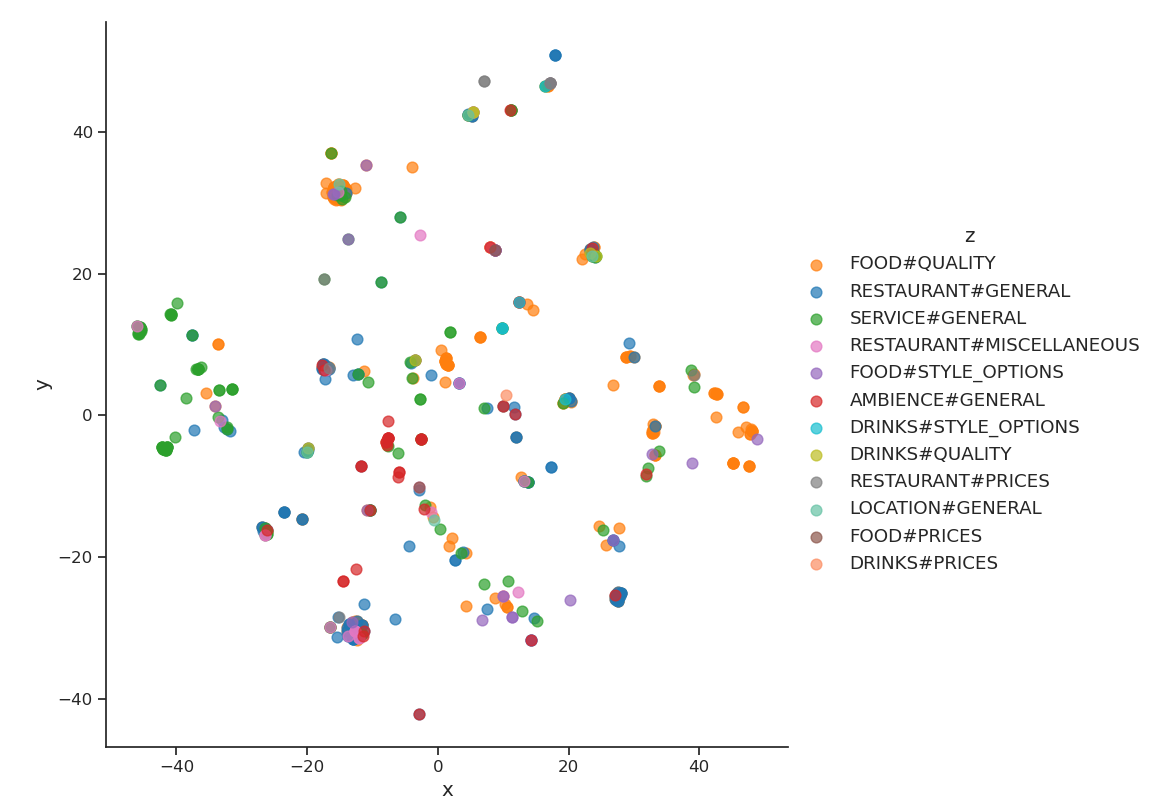 z
FOOD#QUALITY
RESTAURANT#GENERAL
SERVICE#GENERAL
RESTAURANT#MISCELLANEOUS
FOOD#STYLE_OPTIONS
AMBIENCE#GENERAL
DRINKS#STYLE_OPTIONS
DRINKS#QUALITY
RESTAURANT#PRICES
LOCATION#GENERAL
FOOD#PRICES
DRINKS#PRICES
y
40
20
0
−20
−40
−40 −20 0 20 40
x